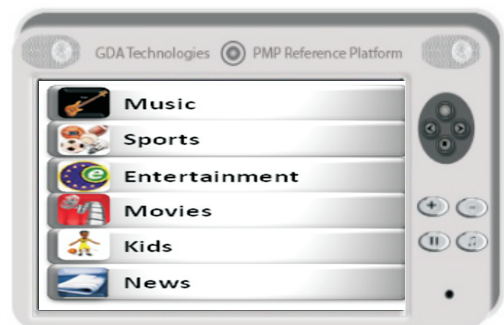 GDA Technologies PMP Reference Platform
Music
Sports
Entertainment
Movies
Kids
News